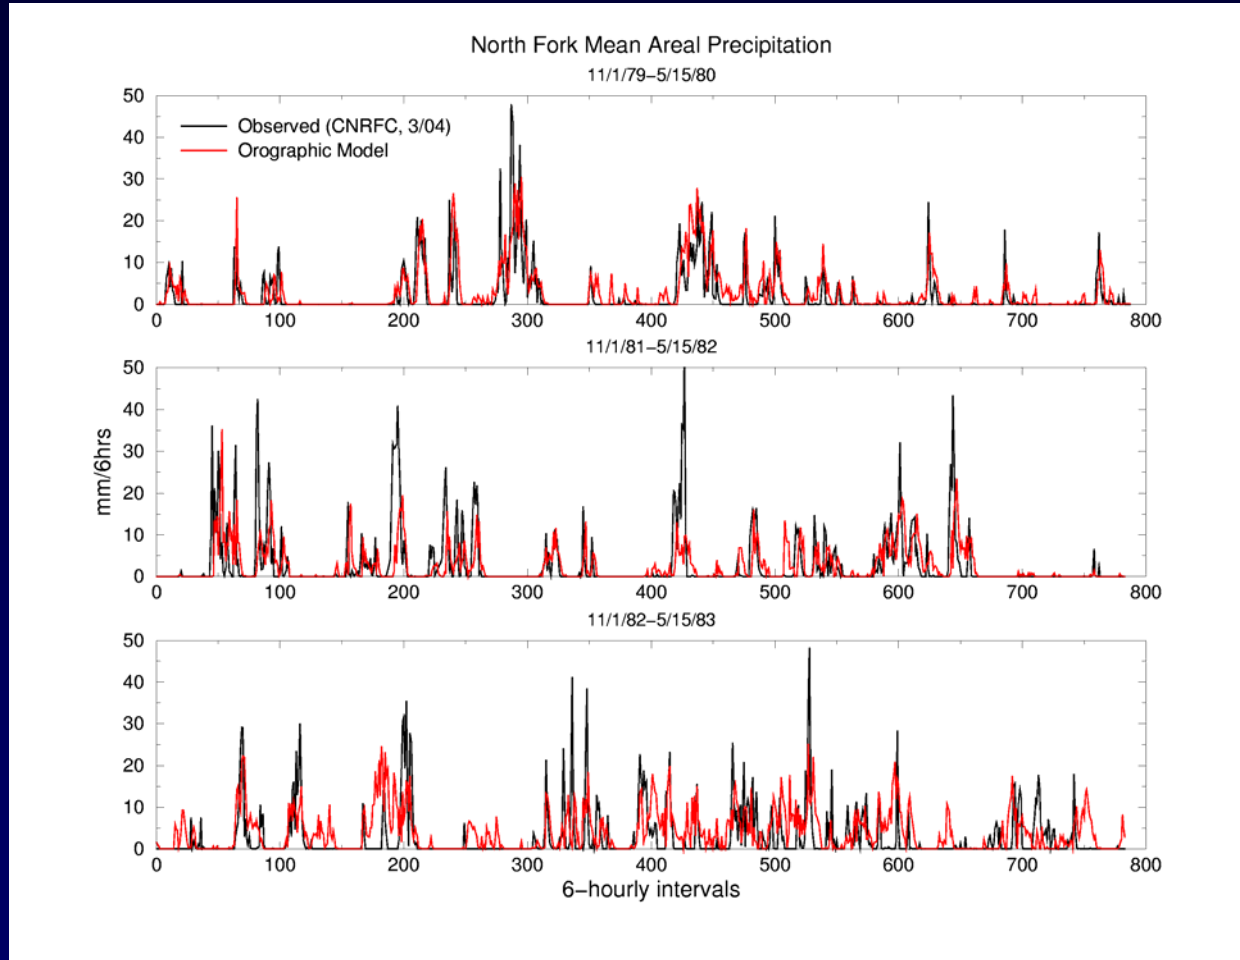 North Fork Mean Areal Precipitation
11/1/79−5/15/80
50
40
30
20
10
0
Observed (CNRFC, 3/04)
Orographic Model
0 100 200 300 400 500 600 700 800
11/1/81−5/15/82
50
40
30
20
10
0
mm/6hrs
0 100 200 300 400 500 600 700 800
11/1/82−5/15/83
50
40
30
20
10
0
0 100 200 300 400 500 600 700 800
6−hourly intervals